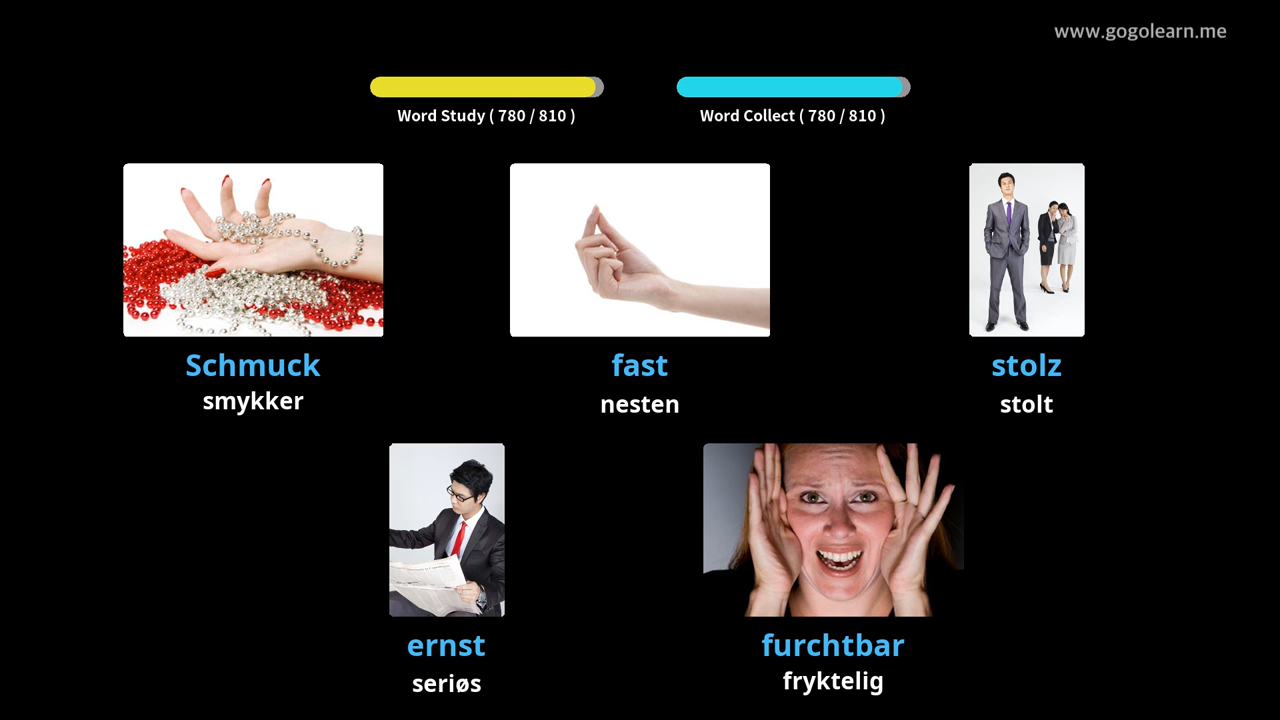 www.gogolearn.me
Word Study ( 780 / 810 )
Word Collect ( 780 / 810 )
Schmuck
smykker
fast
nesten
stolz
stolt
ernst
seriøs
furchtbar
fryktelig